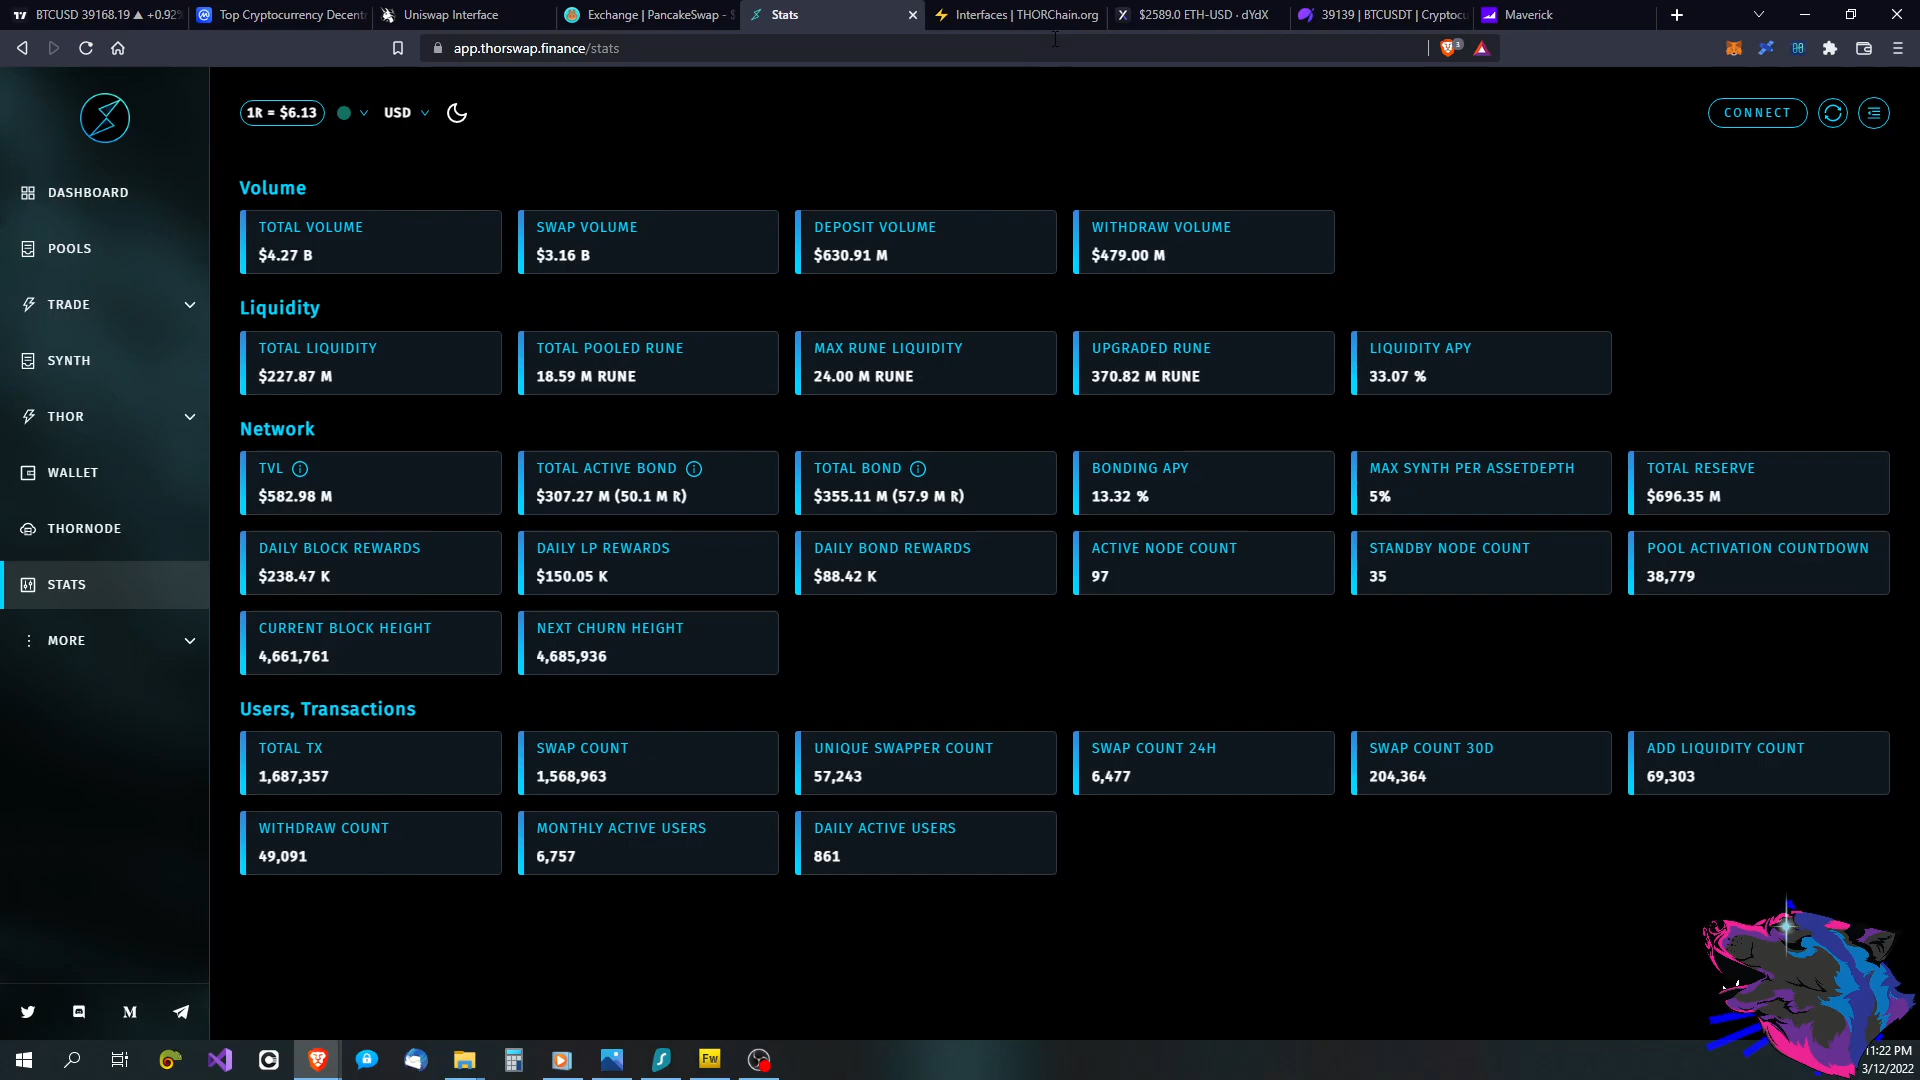 BTCUSD 39168.19 ▲ +0.92%
Top Cryptocurrency Decent
Uniswap Interface
Exchange | PancakeSwap - $
Stats
Interfaces | THORChain.org
$2589.0 ETH-USD · dYdX
39139 | BTCUSDT | Cryptocu
Maverick
app.thorswap.finance/stats
3
1R = $6.13
USD
CONNECT
DASHBOARD
POOLS
TRADE
SYNTH
THOR
WALLET
THORNODE
STATS
MORE
Volume
TOTAL VOLUME
$4.27 B
SWAP VOLUME
$3.16 B
DEPOSIT VOLUME
$630.91 M
WITHDRAW VOLUME
$479.00 M
Liquidity
TOTAL LIQUIDITY
$227.87 M
TOTAL POOLED RUNE
18.59 M RUNE
MAX RUNE LIQUIDITY
24.00 M RUNE
UPGRADED RUNE
370.82 M RUNE
LIQUIDITY APY
33.07 %
Network
TVL
$582.98 M
TOTAL ACTIVE BOND
$307.27 M (50.1 M R)
TOTAL BOND
$355.11 M (57.9 M R)
BONDING APY
13.32 %
MAX SYNTH PER ASSETDEPTH
5%
TOTAL RESERVE
$696.35 M
DAILY BLOCK REWARDS
$238.47 K
DAILY LP REWARDS
$150.05 K
DAILY BOND REWARDS
$88.42 K
ACTIVE NODE COUNT
97
STANDBY NODE COUNT
35
POOL ACTIVATION COUNTDOWN
38,779
CURRENT BLOCK HEIGHT
4,661,761
NEXT CHURN HEIGHT
4,685,936
Users, Transactions
TOTAL TX
1,687,357
SWAP COUNT
1,568,963
UNIQUE SWAPPER COUNT
57,243
SWAP COUNT 24H
6,477
SWAP COUNT 30D
204,364
ADD LIQUIDITY COUNT
69,303
WITHDRAW COUNT
49,091
MONTHLY ACTIVE USERS
6,757
DAILY ACTIVE USERS
861
Fw
11:22 PM
3/12/2022